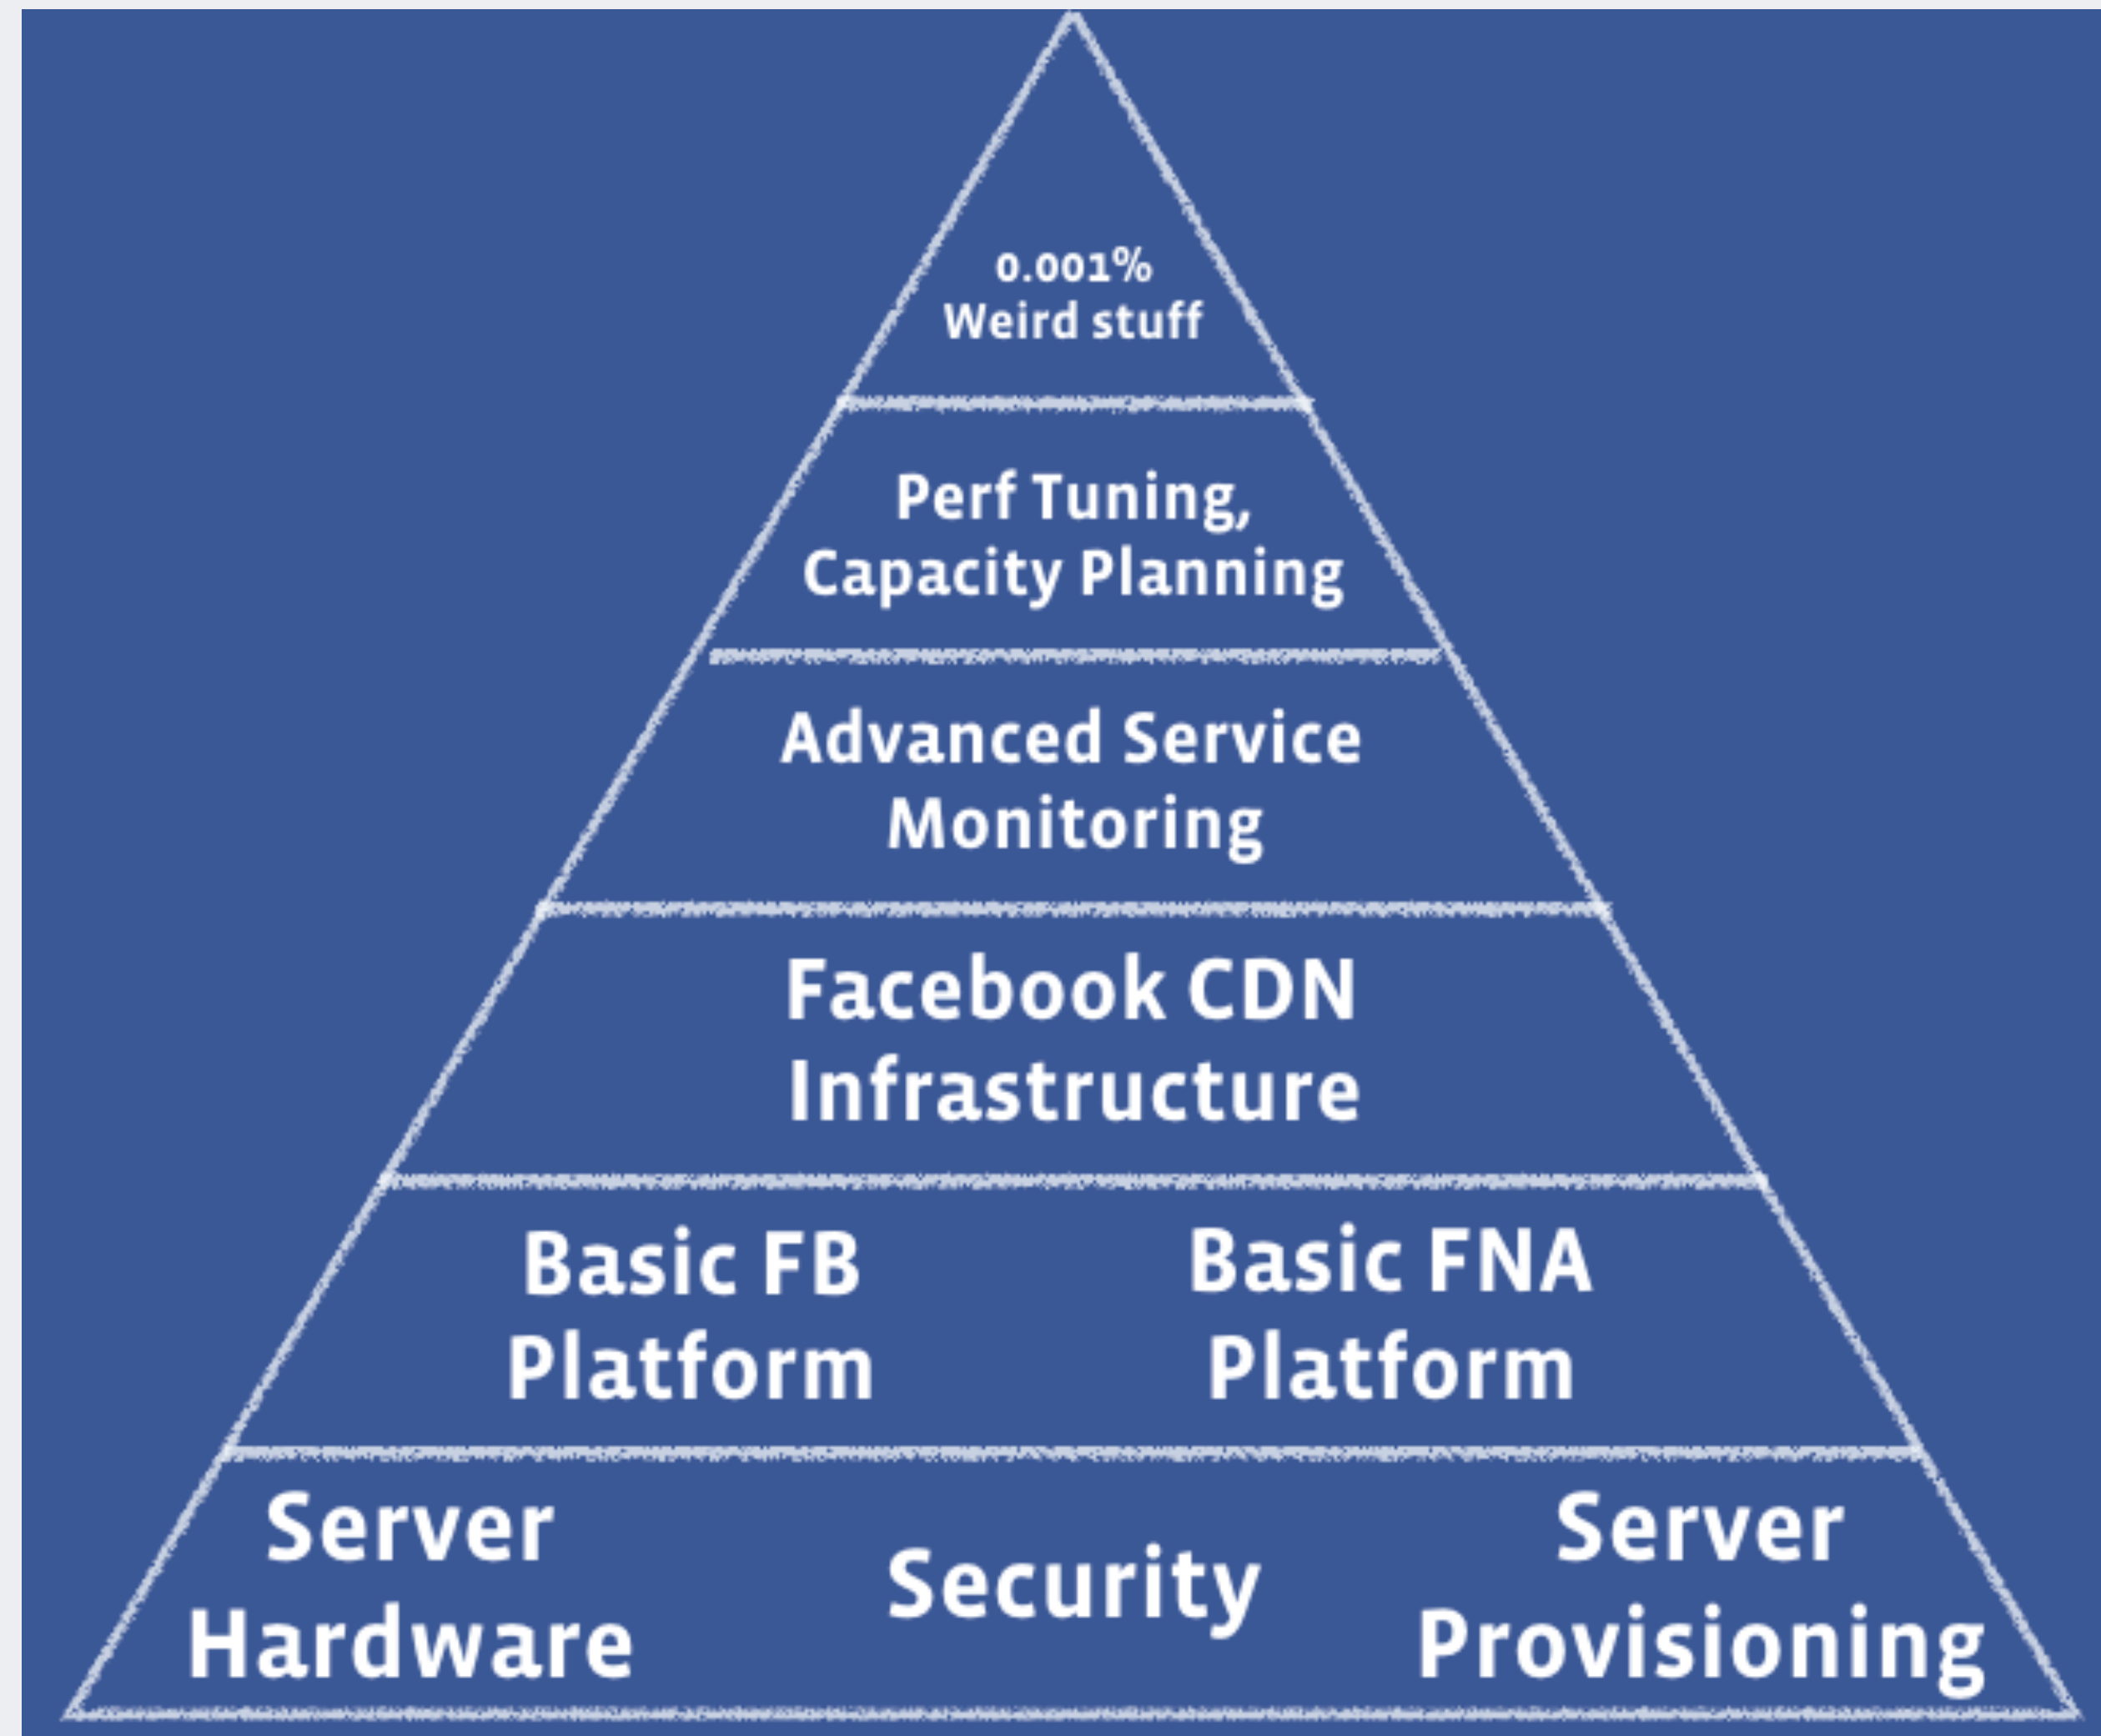 0.001%
Weird stuff
Perf Tuning,
Capacity Planning
Advanced Service
Monitoring
Facebook CDN
Infrastructure
Basic FB
Platform
Basic FNA
Platform
Server
Hardware
Security
Server
Provisioning